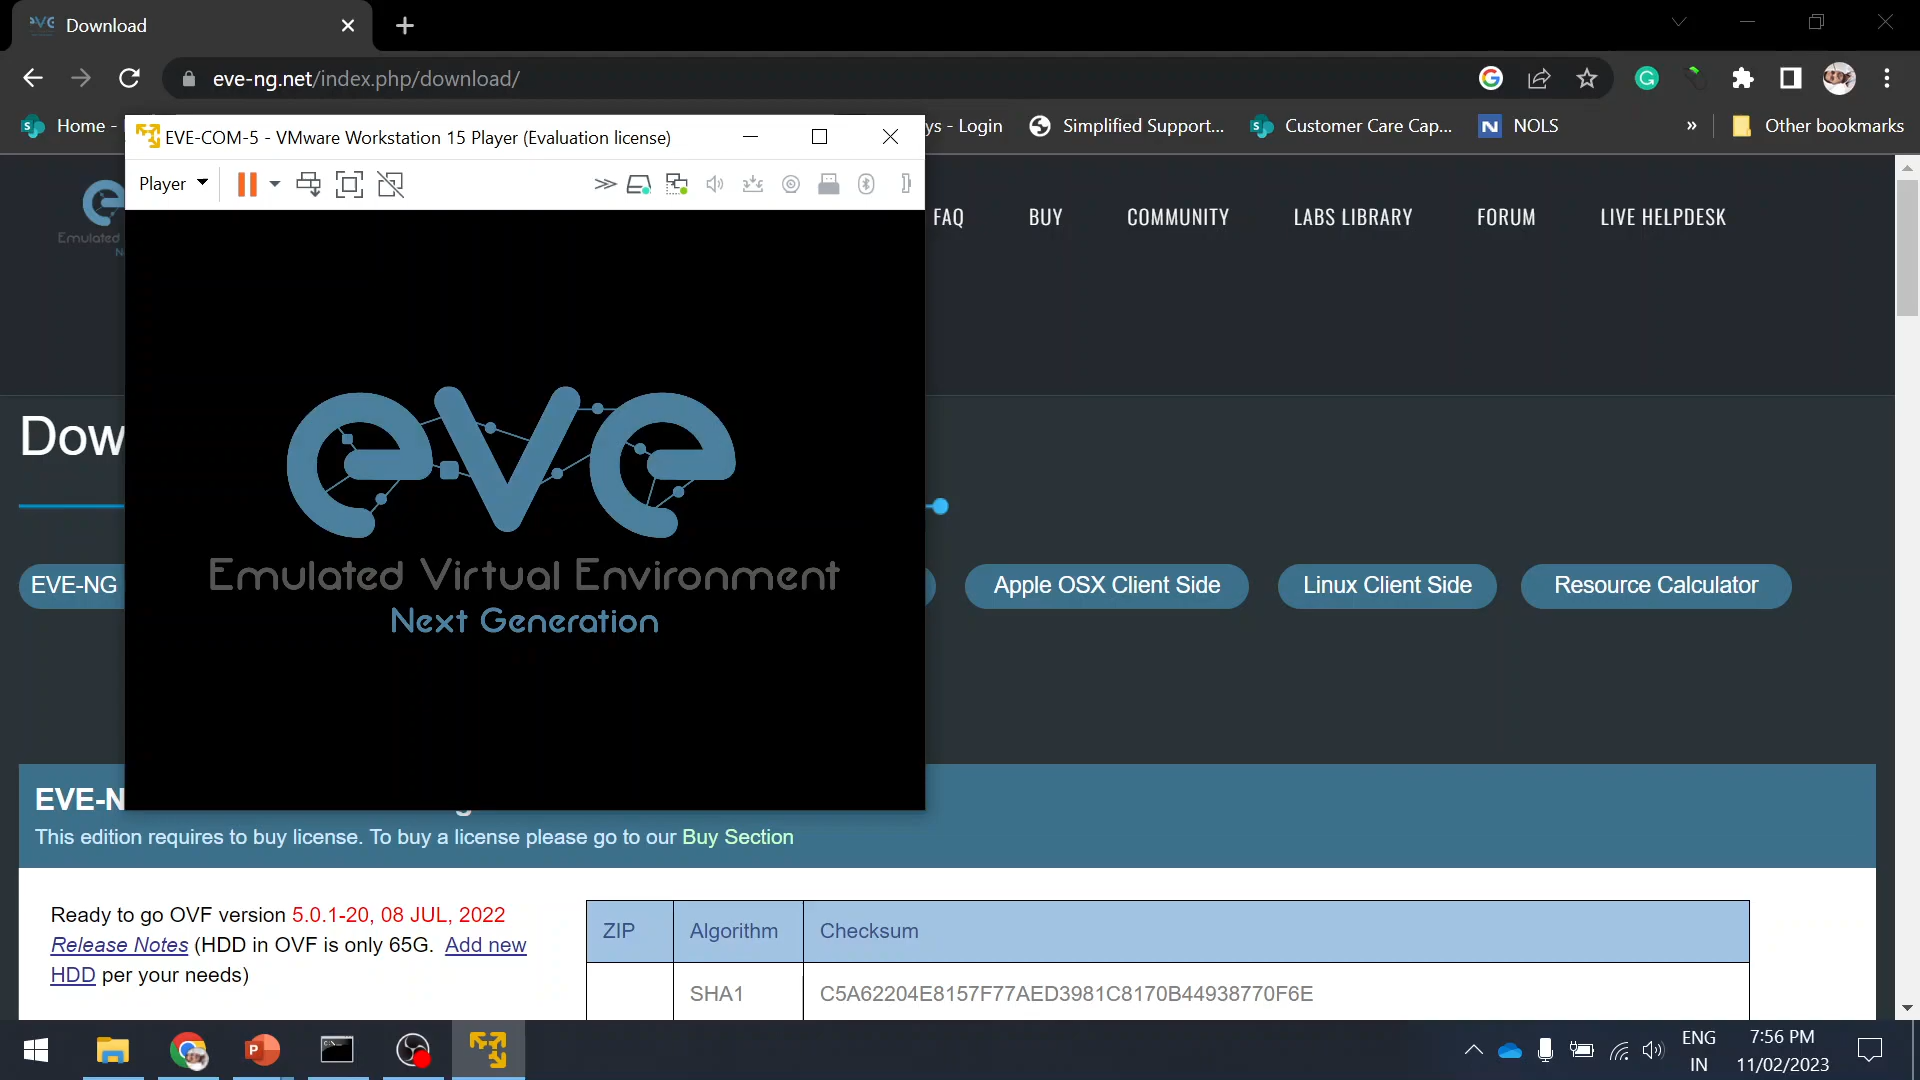 Download
eve-ng.net/index.php/download/
Home -
ys - Login
Simplified Support...
Customer Care Cap...
NOLS
»
Other bookmarks
EVE-COM-5 - VMware Workstation 15 Player (Evaluation license)
Player
FAQ
BUY
COMMUNITY
LABS LIBRARY
FORUM
LIVE HELPDESK
Emulated
Dow
eve
Emulated Virtual Environment
Next Generation
EVE-NG
Apple OSX Client Side
Linux Client Side
Resource Calculator
EVE-N
This edition requires to buy license. To buy a license please go to our Buy Section
Ready to go OVF version 5.0.1-20, 08 JUL, 2022
Release Notes (HDD in OVF is only 65G. Add new
HDD per your needs)
ZIP
Algorithm
Checksum
SHA1
C5A62204E8157F77AED3981C8170B44938770F6E
ENG
IN
7:56 PM
11/02/2023